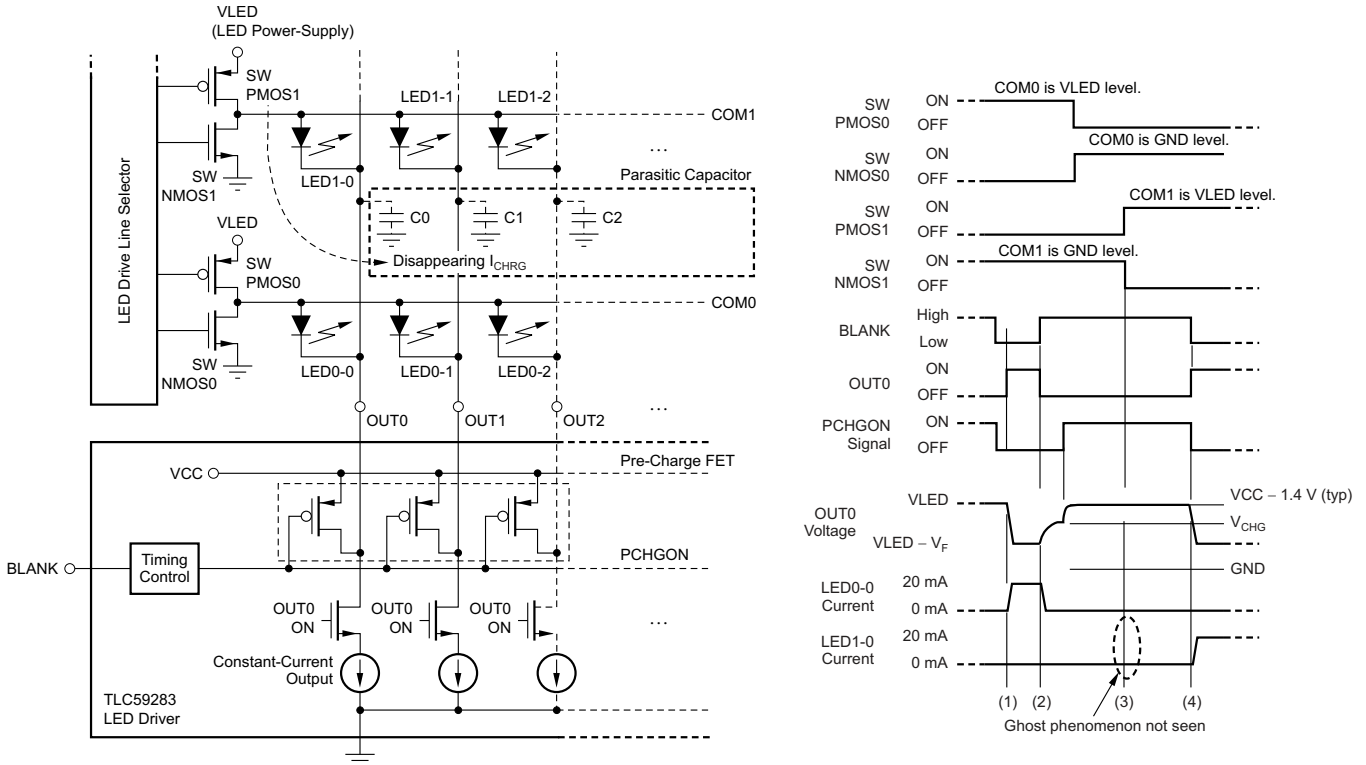 VLED
(LED Power-Supply)
SW
PMOS1
LED1-1
LED1-2
COM1
SW
NMOS1
LED1-0
...
Parasitic Capacitor
C0
C1
C2
VLED
LED Drive Line Selector
SW
PMOS0
Disappearing ICHRG
COM0
SW
NMOS0
LED0-0
LED0-1
LED0-2
...
OUT0
OUT1
OUT2
...
VCC
Pre-Charge FET
BLANK
Timing
Control
PCHGON
OUT0
ON
OUT0
ON
OUT0
ON
...
Constant-Current
Output
TLC59283
LED Driver
SW
PMOS0
ON
OFF
COM0 is VLED level.
SW
NMOS0
ON
OFF
COM0 is GND level.
SW
PMOS1
ON
OFF
COM1 is VLED level.
SW
NMOS1
ON
OFF
COM1 is GND level.
BLANK
High
Low
OUT0
ON
OFF
PCHGON
Signal
ON
OFF
OUT0
Voltage
VLED
VLED – VF
VCC – 1.4 V (typ)
VCHG
GND
LED0-0
Current
20 mA
0 mA
LED1-0
Current
20 mA
0 mA
(1) (2) (3) (4)
Ghost phenomenon not seen